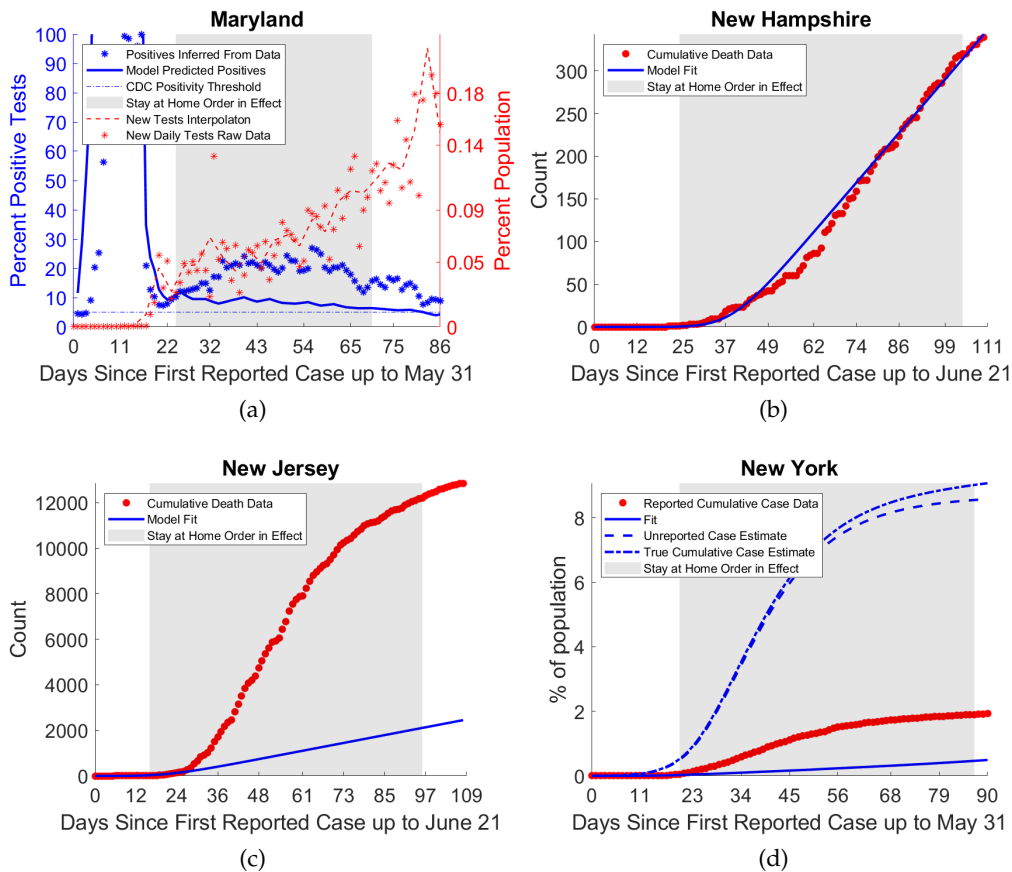 Maryland
100
90
80
70
60
50
40
30
20
10
0
Percent Positive Tests
Positives Inferred From Data
Model Predicted Positives
CDC Positivity Threshold
Stay at Home Order in Effect
New Tests Interpolaton
New Daily Tests Raw Data
0.18
0.14
0.09
0.05
0
Percent Population
0 11 22 32 43 54 65 75 86
Days Since First Reported Case up to May 31
(a)
New Hampshire
300
250
200
150
100
50
0
Count
Cumulative Death Data
Model Fit
Stay at Home Order in Effect
0 12 25 37 49 62 74 86 99 111
Days Since First Reported Case up to June 21
(b)
New Jersey
12000
10000
8000
6000
4000
2000
0
Count
Cumulative Death Data
Model Fit
Stay at Home Order in Effect
0 12 24 36 48 61 73 85 97 109
Days Since First Reported Case up to June 21
(c)
New York
8
6
4
2
0
% of population
Reported Cumulative Case Data
Fit
Unreported Case Estimate
True Cumulative Case Estimate
Stay at Home Order in Effect
0 11 23 34 45 56 68 79 90
Days Since First Reported Case up to May 31
(d)